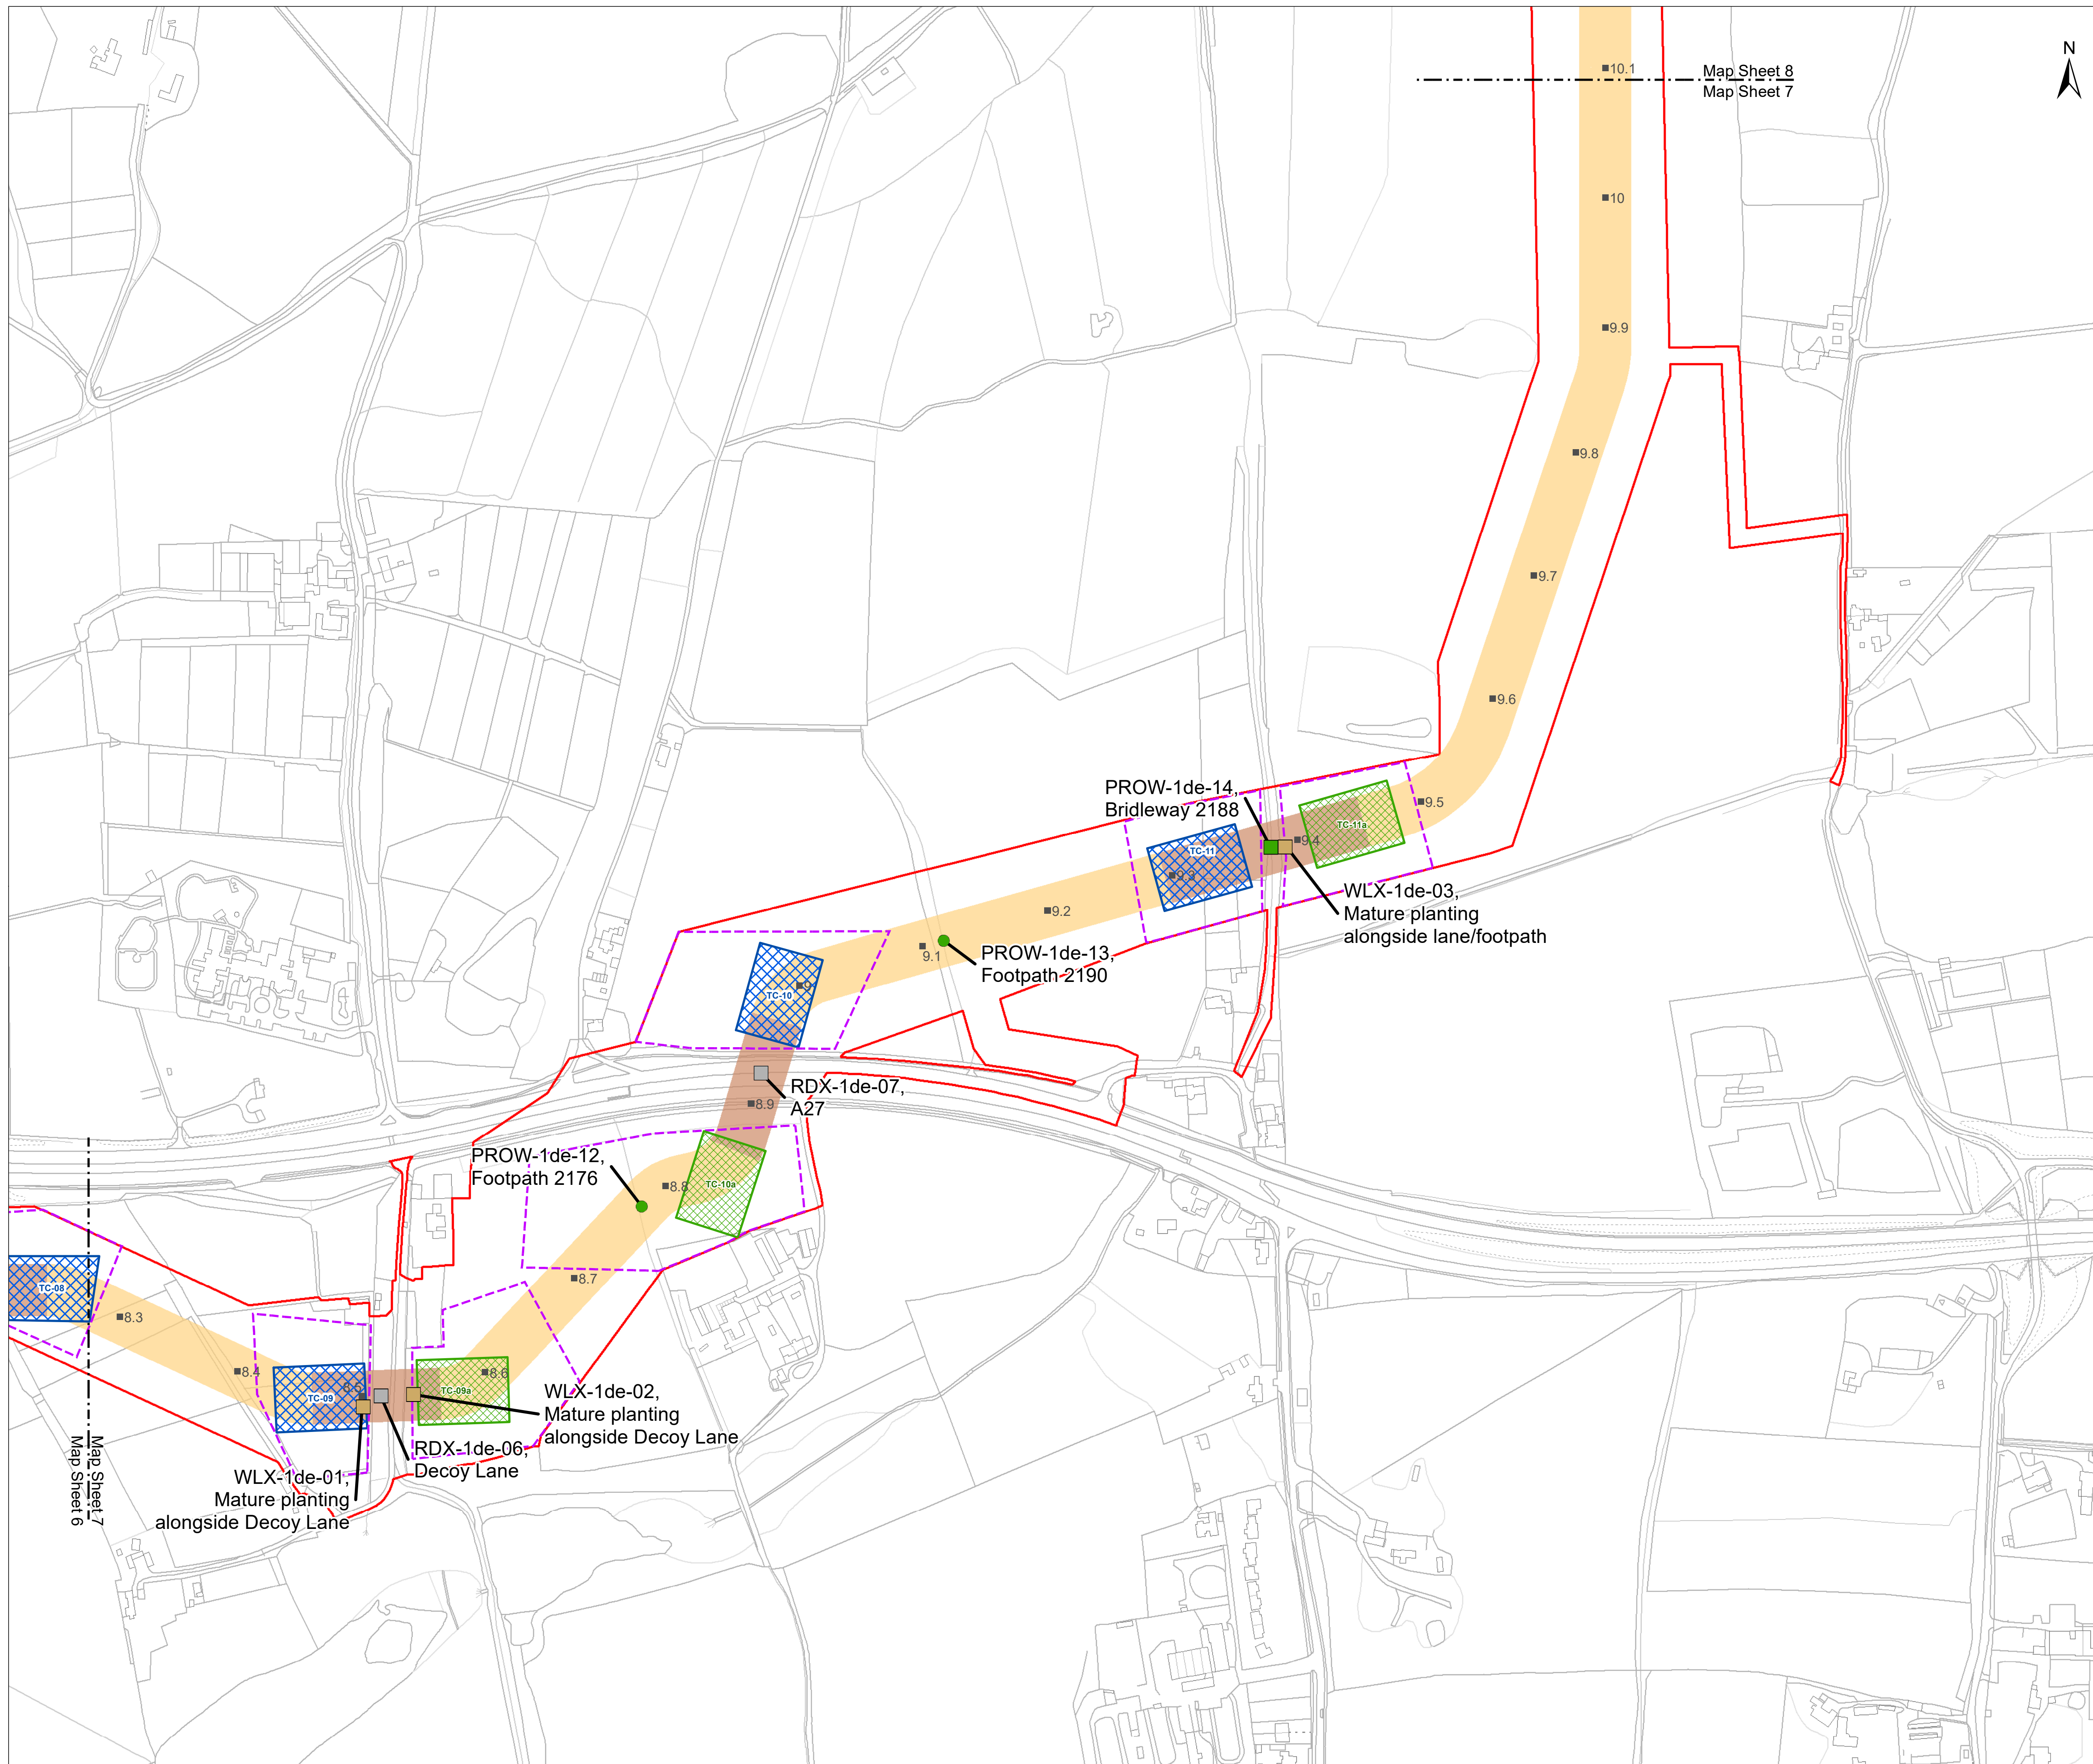 N
10.1
Map Sheet 8
Map Sheet 7
10
9.9
9.8
9.7
9.6
PROW-1de-14,
Bridleway 2188
9.5
TC-11a
9.4
TC-11
9.3
WLX-1de-03,
Mature planting
alongside lane/footpath
9.2
9.1
PROW-1de-13,
Footpath 2190
TC-10
9
RDX-1de-07,
A27
8.9
PROW-1de-12,
Footpath 2176
8.8
TC-10a
8.7
TC-08
8.3
8.4
8.5
TC-09
TC-09a
8.6
WLX-1de-02,
Mature planting
alongside Decoy Lane
RDX-1de-06,
Decoy Lane
WLX-1de-01,
Mature planting
alongside Decoy Lane
Map Sheet 7
Map Sheet 6